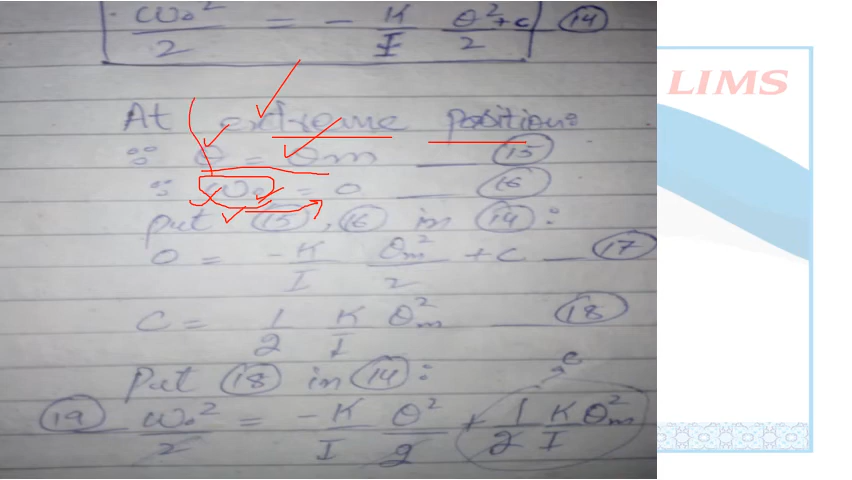 ω₀²/2 = - K/I θ²/2 + c (14)
LIMS
At extreme position:
∵ θ = θm — (15)
∵ ω₀ = 0 — (16)
Put (15), (16) in (14):
0 = -K/I θm²/2 + c — (17)
C = 1/2 K/I θm² — (18)
Put (18) in (14):
c
(19) ω₀²/2 = -K/I θ²/2 + 1/2 K/I θm²